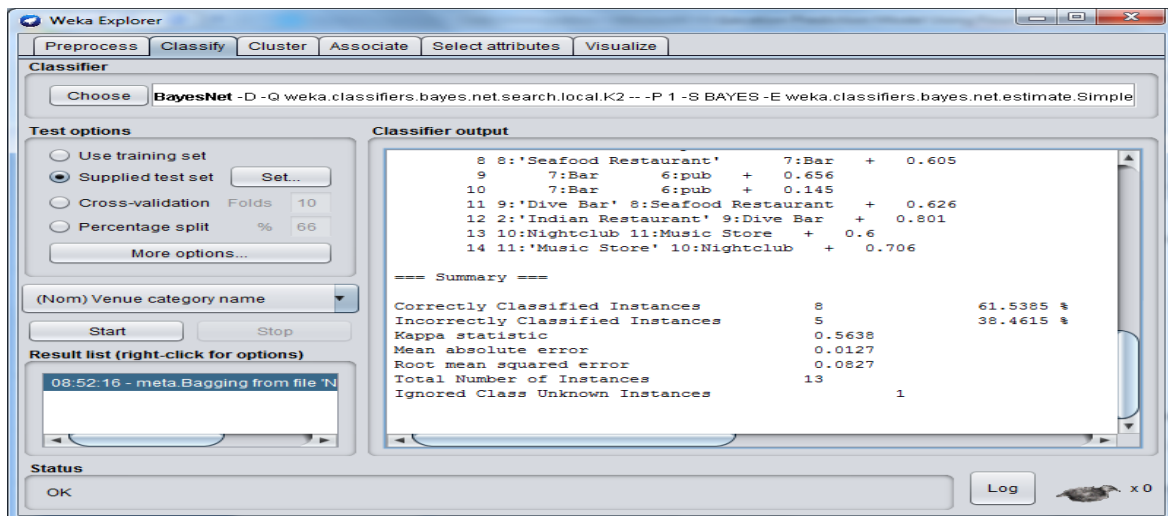 Weka Explorer
Preprocess Classify Cluster Associate Select attributes Visualize
Classifier
Choose BayesNet -D -Q weka.classifiers.bayes.net.search.local.K2 -- -P 1 -S BAYES -E weka.classifiers.bayes.net.estimate.Simple
Test options
Use training set
Supplied test set Set...
Cross-validation Folds 10
Percentage split % 66
More options...
(Nom) Venue category name
Start Stop
Result list (right-click for options)
08:52:16 - meta.Bagging from file 'N
Classifier output
8 8:'Seafood Restaurant' 7:Bar + 0.605
9 7:Bar 6:pub + 0.656
10 7:Bar 6:pub + 0.145
11 9:'Dive Bar' 8:Seafood Restaurant + 0.626
12 2:'Indian Restaurant' 9:Dive Bar + 0.801
13 10:Nightclub 11:Music Store + 0.6
14 11:'Music Store' 10:Nightclub + 0.706
=== Summary ===
Correctly Classified Instances 8 61.5385 %
Incorrectly Classified Instances 5 38.4615 %
Kappa statistic 0.5638
Mean absolute error 0.0127
Root mean squared error 0.0827
Total Number of Instances 13
Ignored Class Unknown Instances 1
Status
OK
Log
x 0